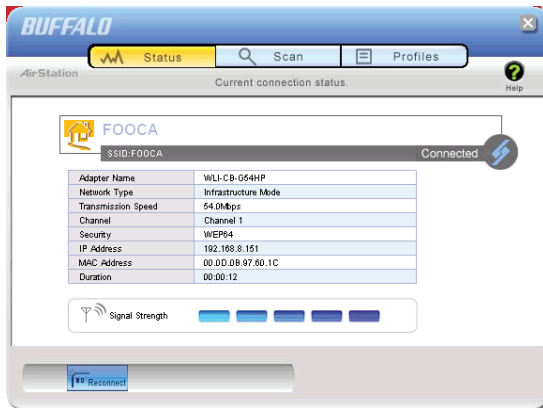 BUFFALO
Status Scan Profiles
AirStation
Current connection status.
Help
FOOCA
SSID:FOOCA Connected
Adapter Name WLI-CB-G54HP
Network Type Infrastructure Mode
Transmission Speed 54.0Mbps
Channel Channel 1
Security WEP64
IP Address 192.168.8.151
MAC Address 00.0D.0B.97.60.1C
Duration 00:00:12
Signal Strength
Reconnect